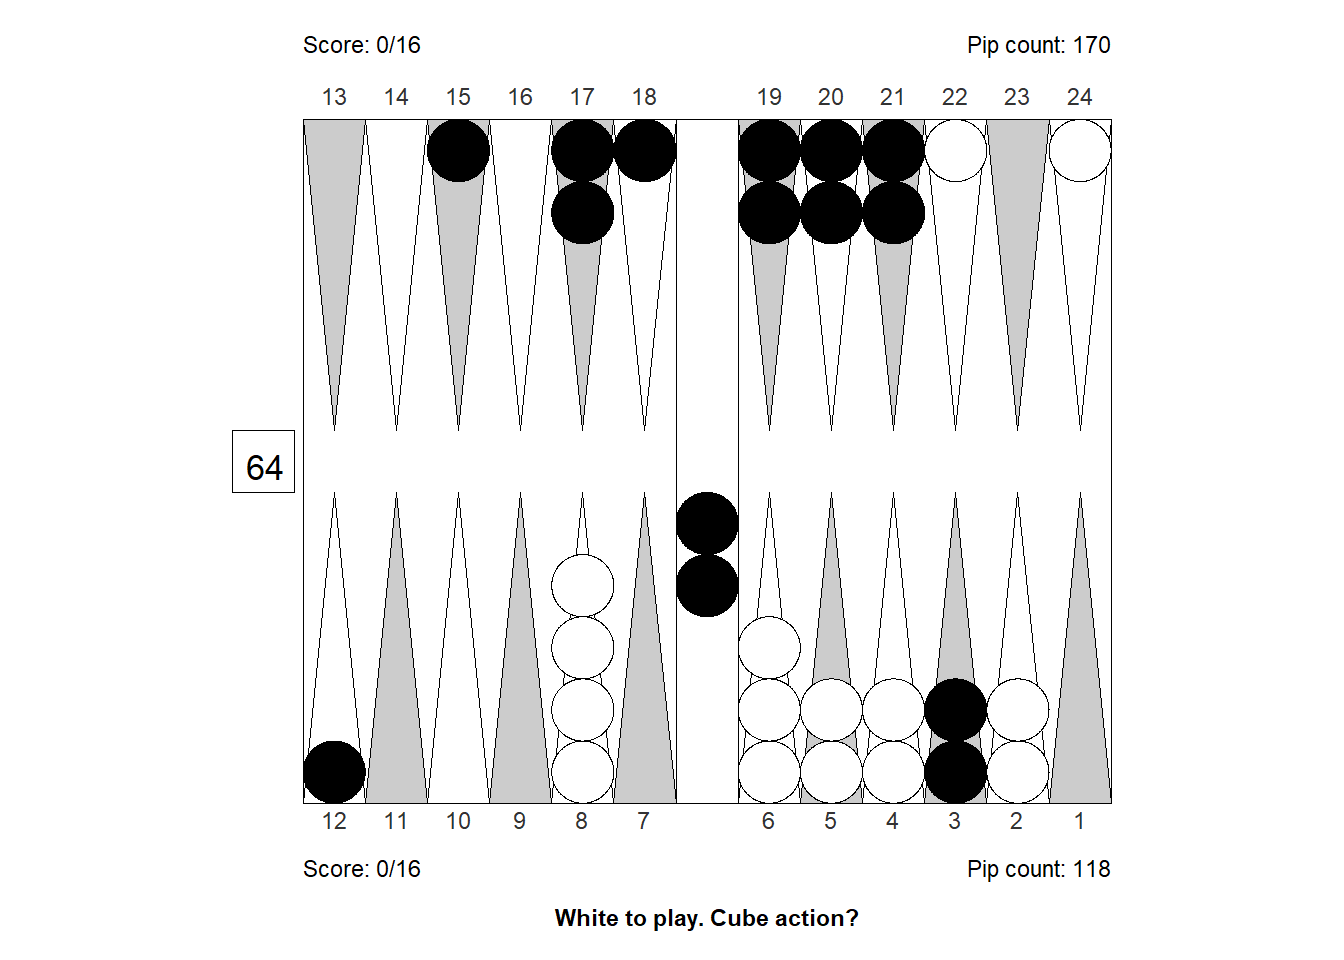 Score: 0/16 Pip count: 170
13 14 15 16 17 18 19 20 21 22 23 24
64
12 11 10 9 8 7 6 5 4 3 2 1
Score: 0/16 Pip count: 118
White to play. Cube action?